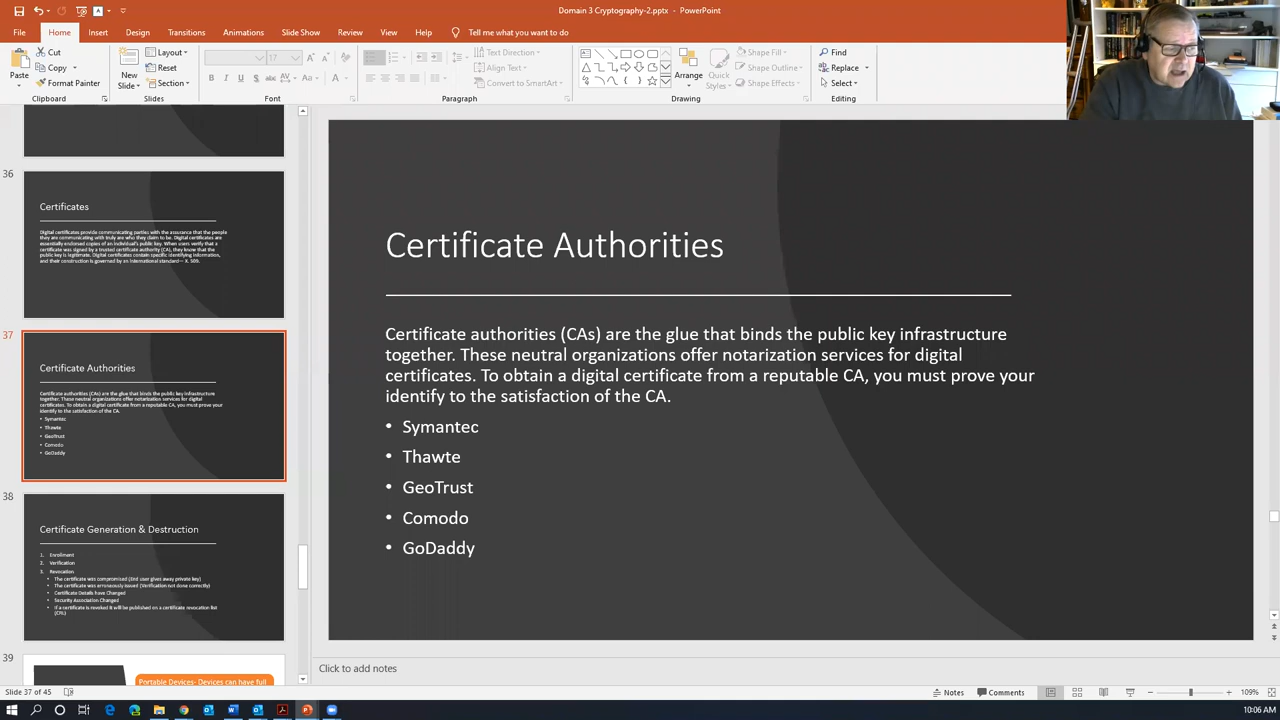 Domain 3 Cryptography-2.pptx - PowerPoint
File Home Insert Design Transitions Animations Slide Show Review View Help Tell me what you want to do
Paste
Cut
Copy
Format Painter
Clipboard
New Slide
Layout
Reset
Section
Slides
17
Font
Text Direction
Align Text
Convert to SmartArt
Paragraph
Arrange
Quick Styles
Shape Fill
Shape Outline
Shape Effects
Drawing
Find
Replace
Select
Editing
36
Certificates
Digital certificates provide communicating parties with the assurance that the people
they are communicating with truly are who they claim to be. Digital certificates are
essentially endorsed copies of an individual's public key. When users verify that a
certificate was signed by a trusted certificate authority (CA), they know that the
public key is legitimate. Digital certificates contain specific identifying information,
and their construction is governed by an international standard— X. 509.
37
Certificate Authorities
Certificate authorities (CAs) are the glue that binds the public key infrastructure
together. These neutral organizations offer notarization services for digital
certificates. To obtain a digital certificate from a reputable CA, you must prove your
identify to the satisfaction of the CA.
• Symantec
• Thawte
• GeoTrust
• Comodo
• GoDaddy
38
Certificate Generation & Destruction
1. Enrollment
2. Verification
3. Revocation
• The certificate was compromised (End user gives away private key)
• The certificate was erroneously issued (Verification not done correctly)
• Certificate Details have Changed
• Security Association Changed
• If a certificate is revoked it will be published on a certificate revocation list
(CRL)
39
Portable Devices- Devices can have full
Certificate Authorities
Certificate authorities (CAs) are the glue that binds the public key infrastructure
together. These neutral organizations offer notarization services for digital
certificates. To obtain a digital certificate from a reputable CA, you must prove your
identify to the satisfaction of the CA.
• Symantec
• Thawte
• GeoTrust
• Comodo
• GoDaddy
Click to add notes
Slide 37 of 45
Notes
Comments
109%
10:06 AM